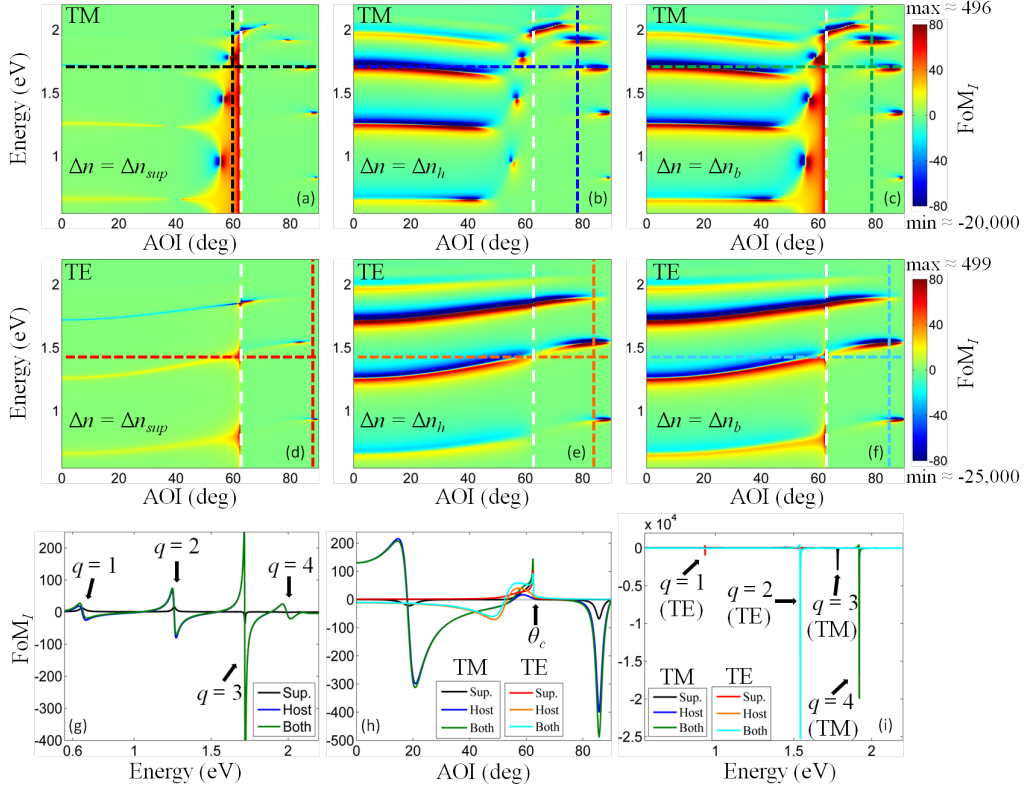 TM
TM
TM
max ≈ 496
Energy (eV)
2
1.5
1
Δn = Δn_sup
(a)
0 20 40 60 80
AOI (deg)
2
1.5
1
Δn = Δn_h
(b)
0 20 40 60 80
AOI (deg)
2
1.5
1
Δn = Δn_b
(c)
0 20 40 60 80
AOI (deg)
80
40
0
-40
-80
FoM_I
min ≈ -20,000
TE
TE
TE
max ≈ 499
Energy (eV)
2
1.5
1
Δn = Δn_sup
(d)
0 20 40 60 80
AOI (deg)
2
1.5
1
Δn = Δn_h
(e)
0 20 40 60 80
AOI (deg)
2
1.5
1
Δn = Δn_b
(f)
0 20 40 60 80
AOI (deg)
80
40
0
-40
-80
FoM_I
min ≈ -25,000
FoM_I
200
100
0
-100
-200
-300
-400
q = 1
q = 2
q = 4
q = 3
Sup.
Host
Both
(g)
0.6 1 1.5 2
Energy (eV)
200
100
0
-100
-200
-300
-400
-500
θ_c
TM TE
Sup. Sup.
Host Host
Both Both
(h)
0 20 40 60 80
AOI (deg)
x 10⁴
0
-0.5
-1
-1.5
-2
-2.5
q = 1
(TE)
q = 2
(TE)
q = 3
(TM)
q = 4
(TM)
TM TE
Sup. Sup.
Host Host
Both Both
(i)
1 1.5 2
Energy (eV)